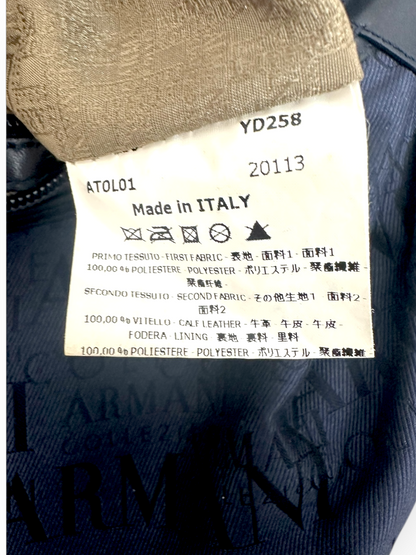 YD258
AT0L01
20113
Made in ITALY
PRIMO TESSUTO - FIRST FABRIC - 表地 - 面料1 - 面料1
100,00 % POLIESTERE - POLYESTER - ポリエステル - 聚酯纖維 -
聚酯纤维 -
SECONDO TESSUTO - SECOND FABRIC - その他生地1 面料2 -
面料2
100,00 % VITELLO - CALF LEATHER - 牛革 牛皮 - 牛皮 -
FODERA - LINING 裏地 裏料 - 里料
100,00 % POLIESTERE - POLYESTER - ポリエステル - 聚酯纖維 -
ARMANI
COLLEZI
ARMANI